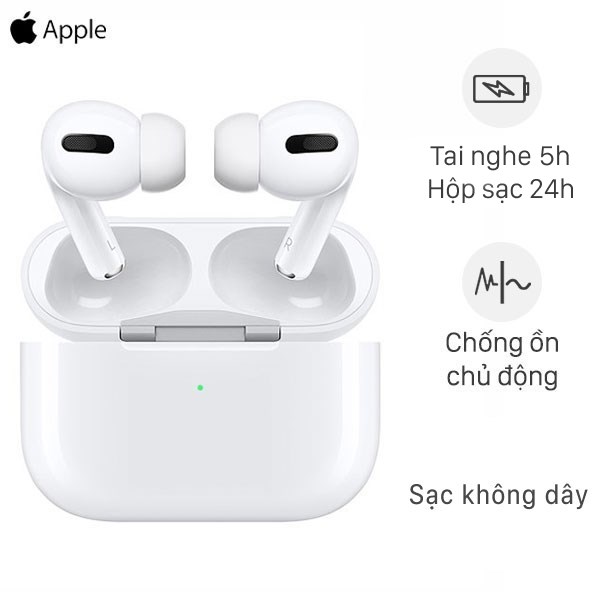 Apple
Tai nghe 5h
Hộp sạc 24h
L
R
Chống ồn
chủ động
Sạc không dây